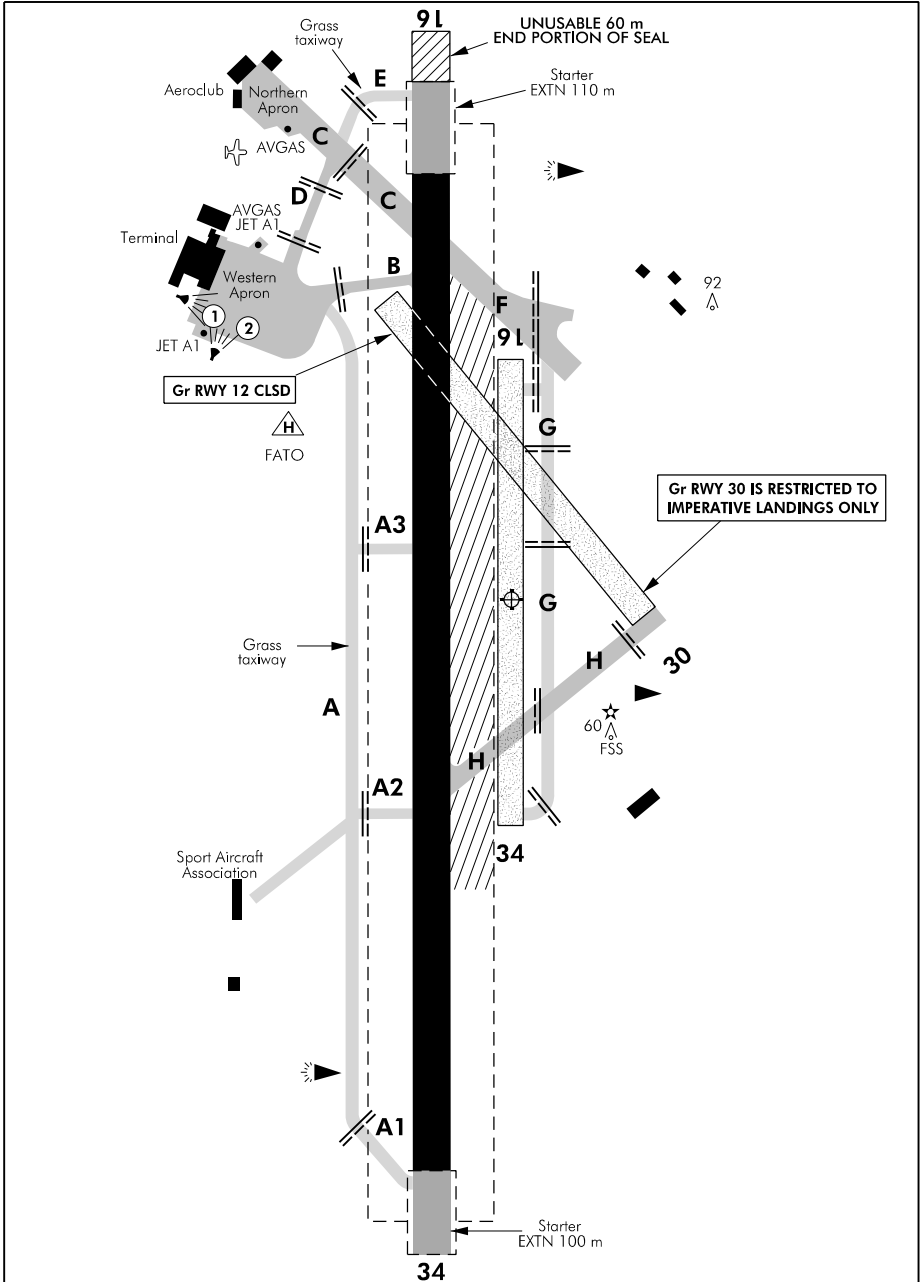 16
UNUSABLE 60 m
END PORTION OF SEAL
Grass
taxiway
E
Starter
EXTN 110 m
Aeroclub
Northern
Apron
C
AVGAS
D
C
AVGAS
JET A1
Terminal
B
Western
Apron
F
92
1
2
16
JET A1
Gr RWY 12 CLSD
H
FATO
G
Gr RWY 30 IS RESTRICTED TO
IMPERATIVE LANDINGS ONLY
A3
G
Grass
taxiway
H
30
A
60
FSS
H
A2
34
Sport Aircraft
Association
A1
Starter
EXTN 100 m
34